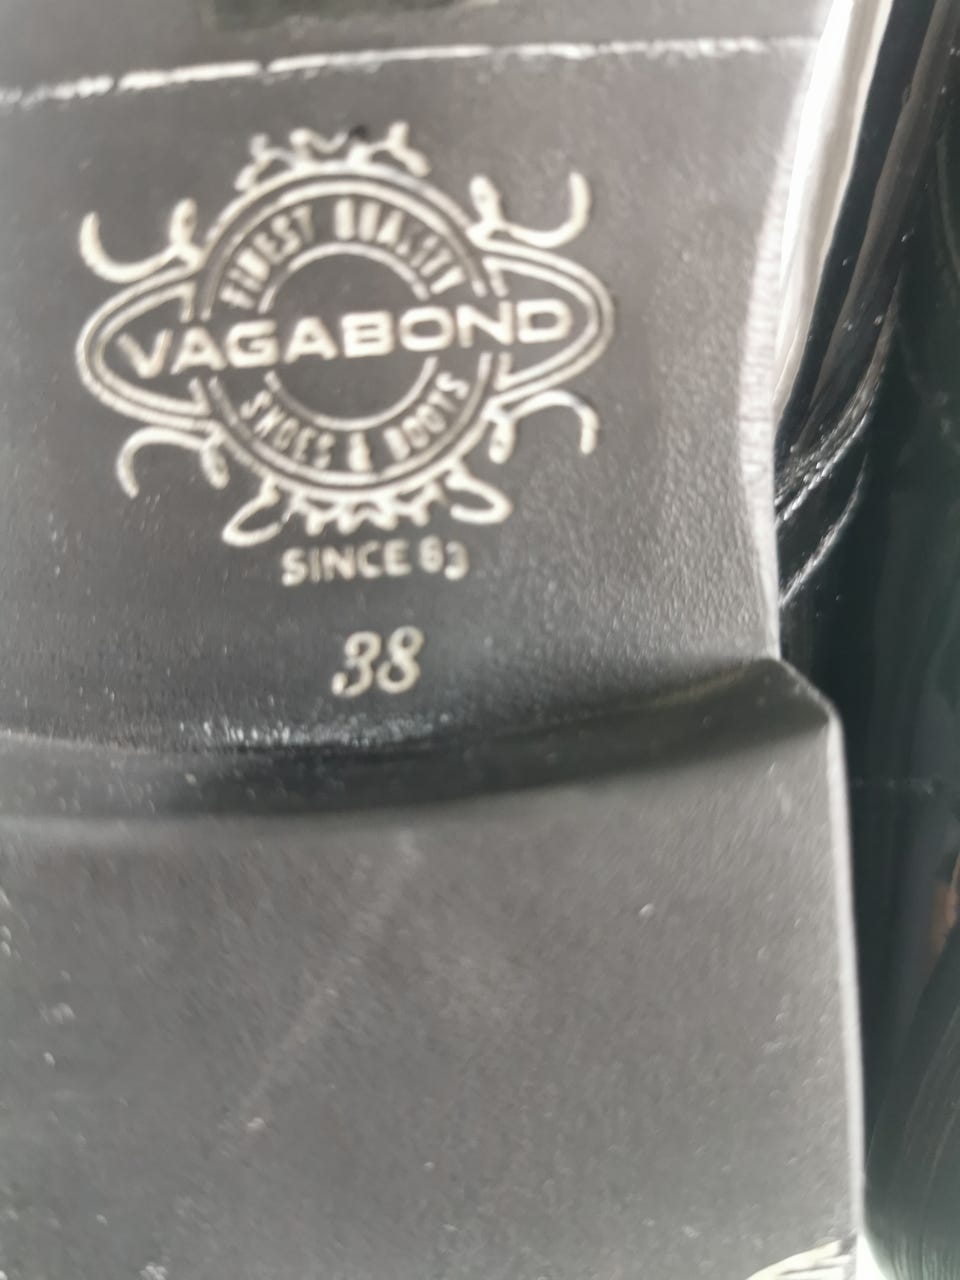 FINEST QUALITY
VAGABOND
SHOES & BOOTS
SINCE 63
38